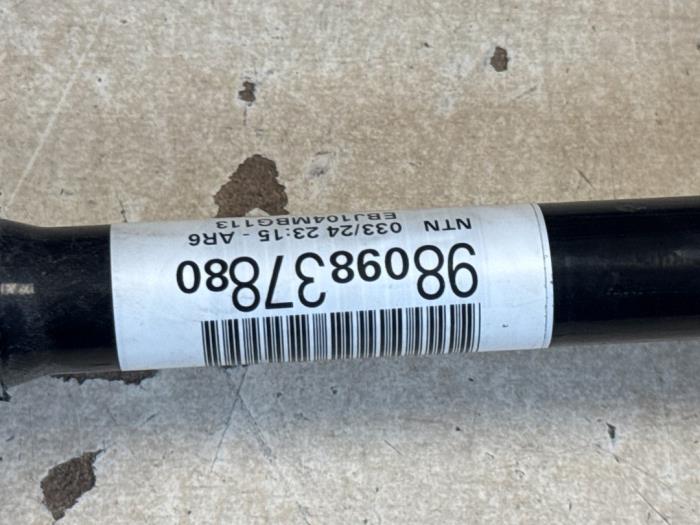 9809837880
NTN 033/24 23:15 - AR6
EBJ104MBG113